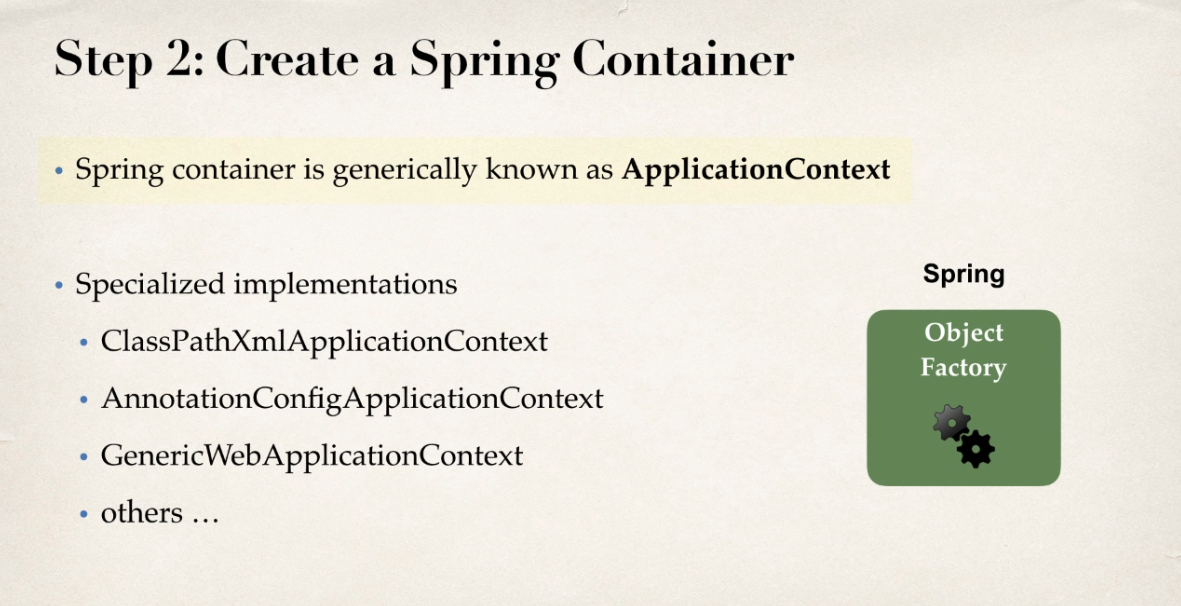 Step 2: Create a Spring Container
• Spring container is generically known as ApplicationContext
• Specialized implementations
• ClassPathXmlApplicationContext
• AnnotationConfigApplicationContext
• GenericWebApplicationContext
• others …
Spring
Object
Factory